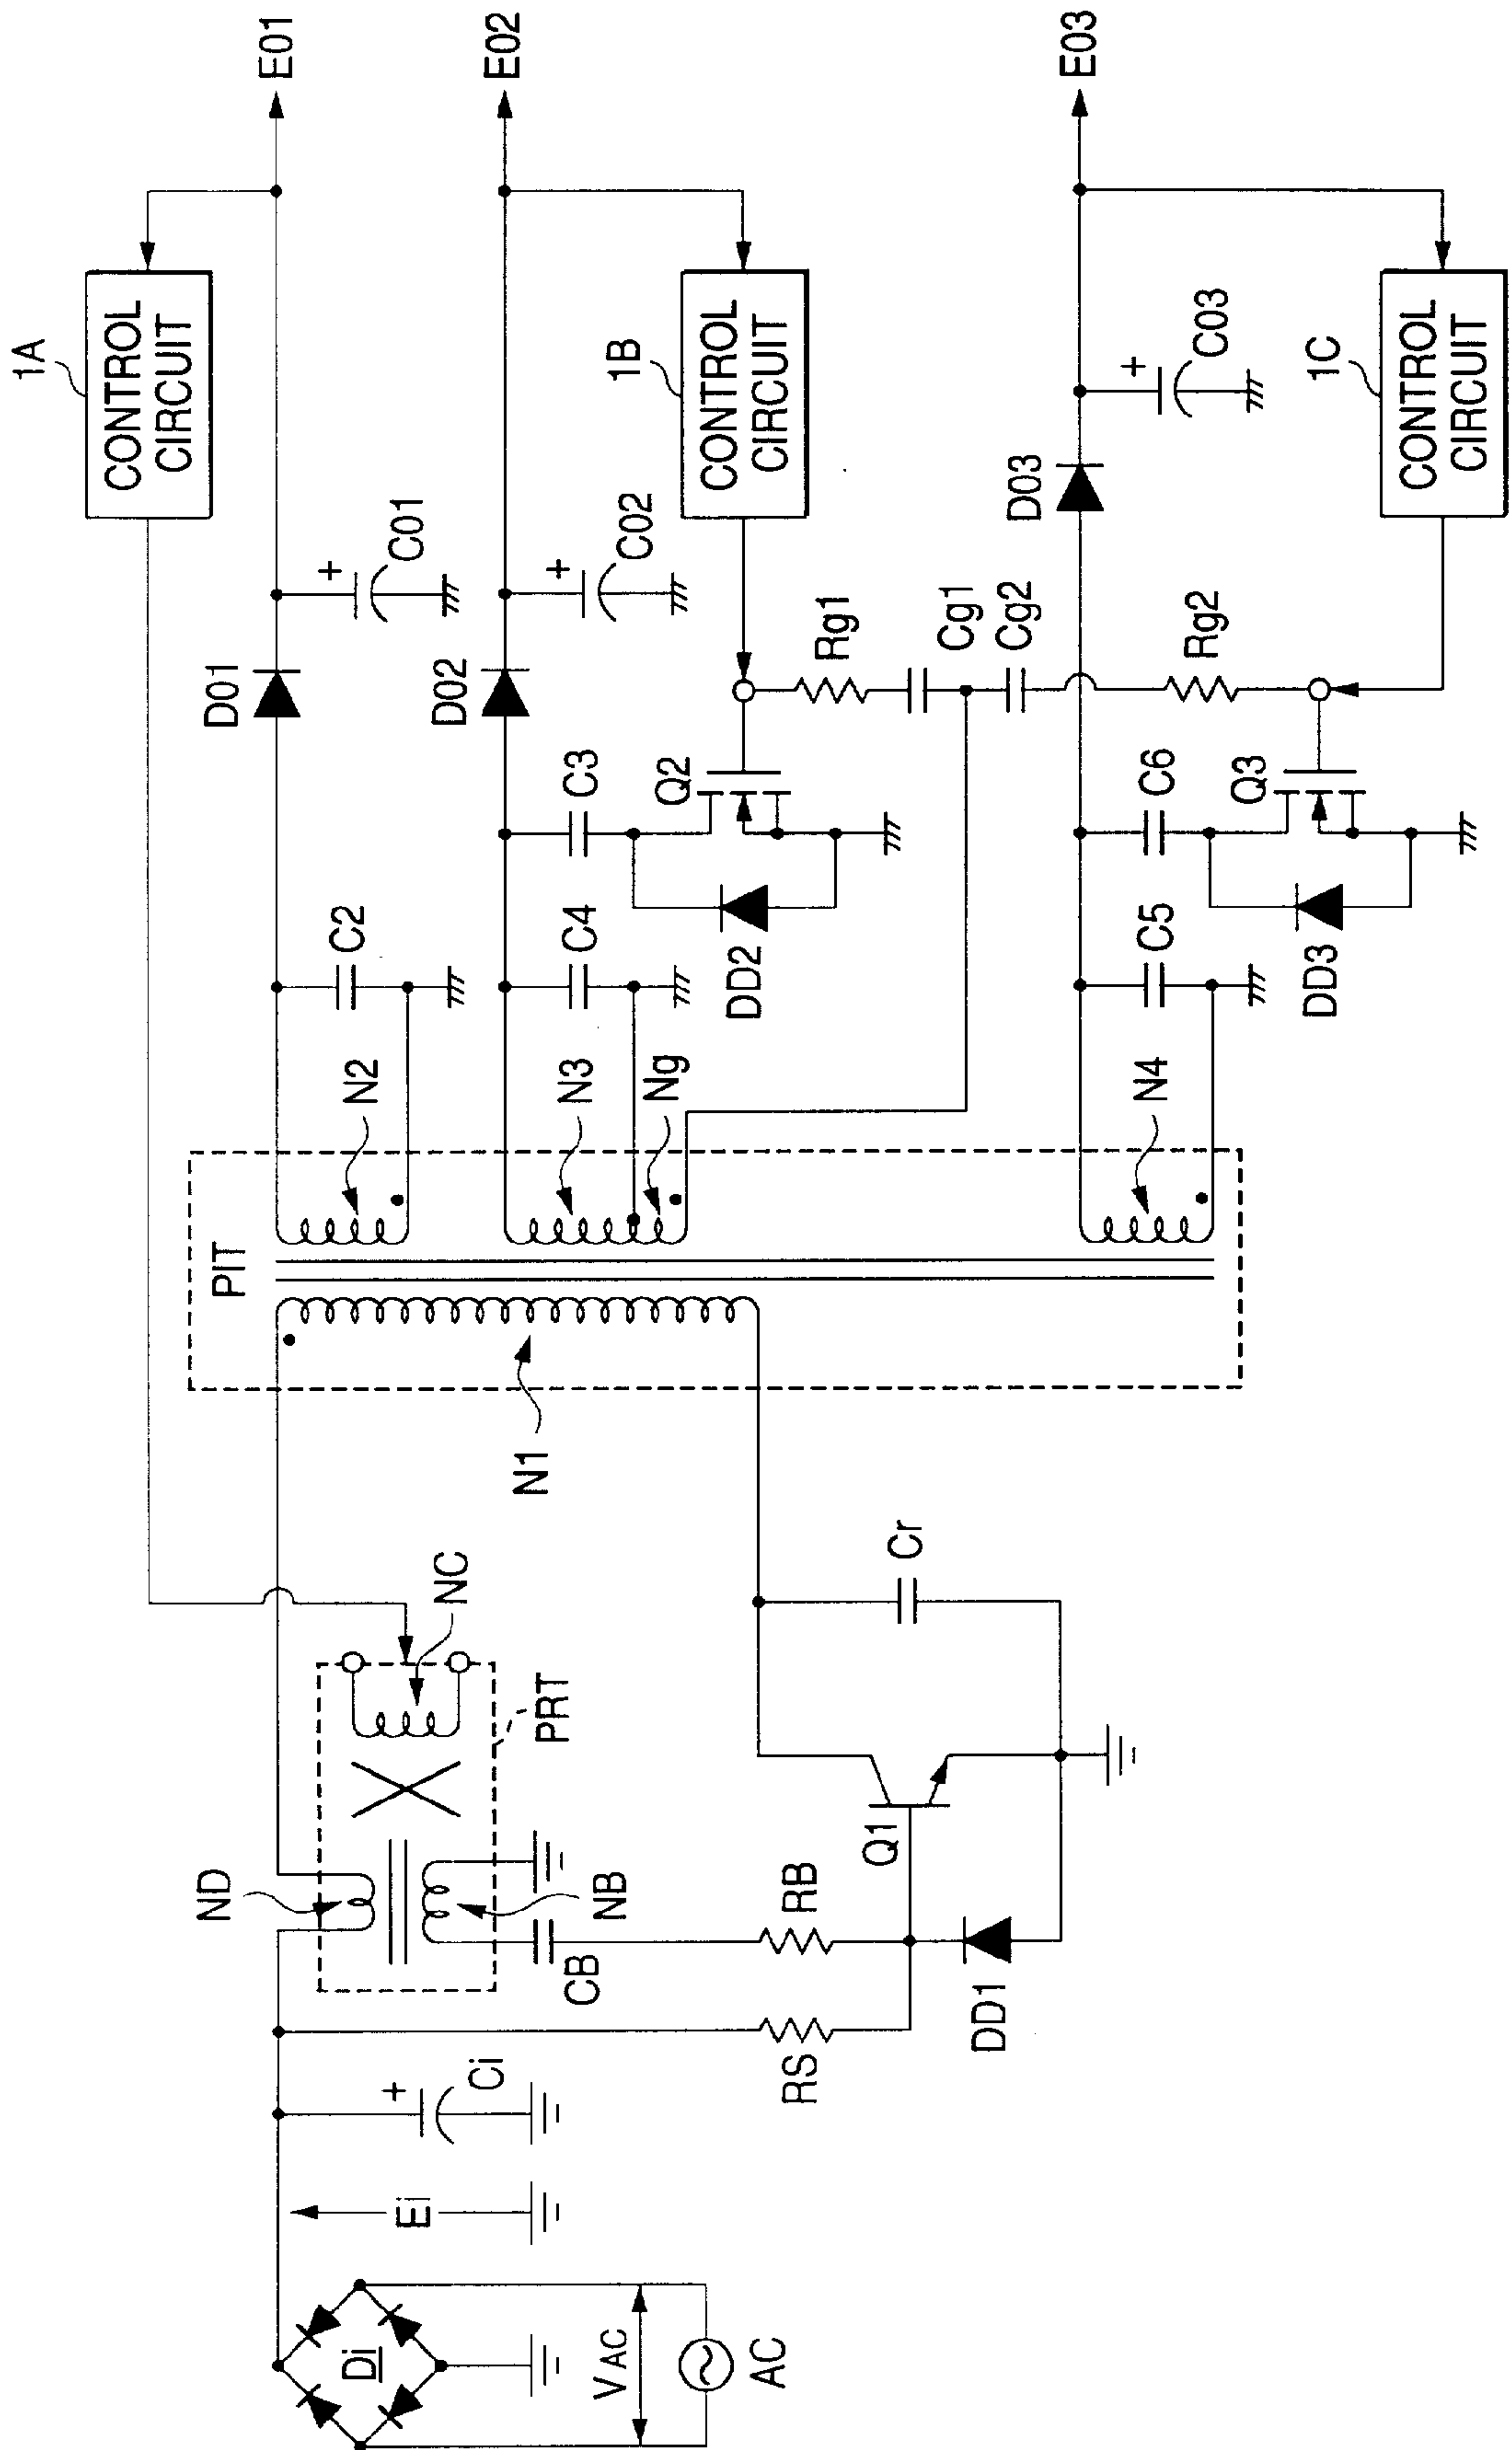 1A
CONTROL
CIRCUIT
E01
D01
C01
C2
N2
E02
D02
C02
C3
C4
Q2
DD2
N3
Ng
1B
CONTROL
CIRCUIT
Rg1
Cg1
Cg2
Rg2
E03
D03
C03
C6
C5
Q3
DD3
N4
1C
CONTROL
CIRCUIT
PIT
N1
NC
PRT
ND
NB
CB
RB
RS
Q1
Cr
DD1
Ci
Ei
Di
VAC
AC
+
+
+
+